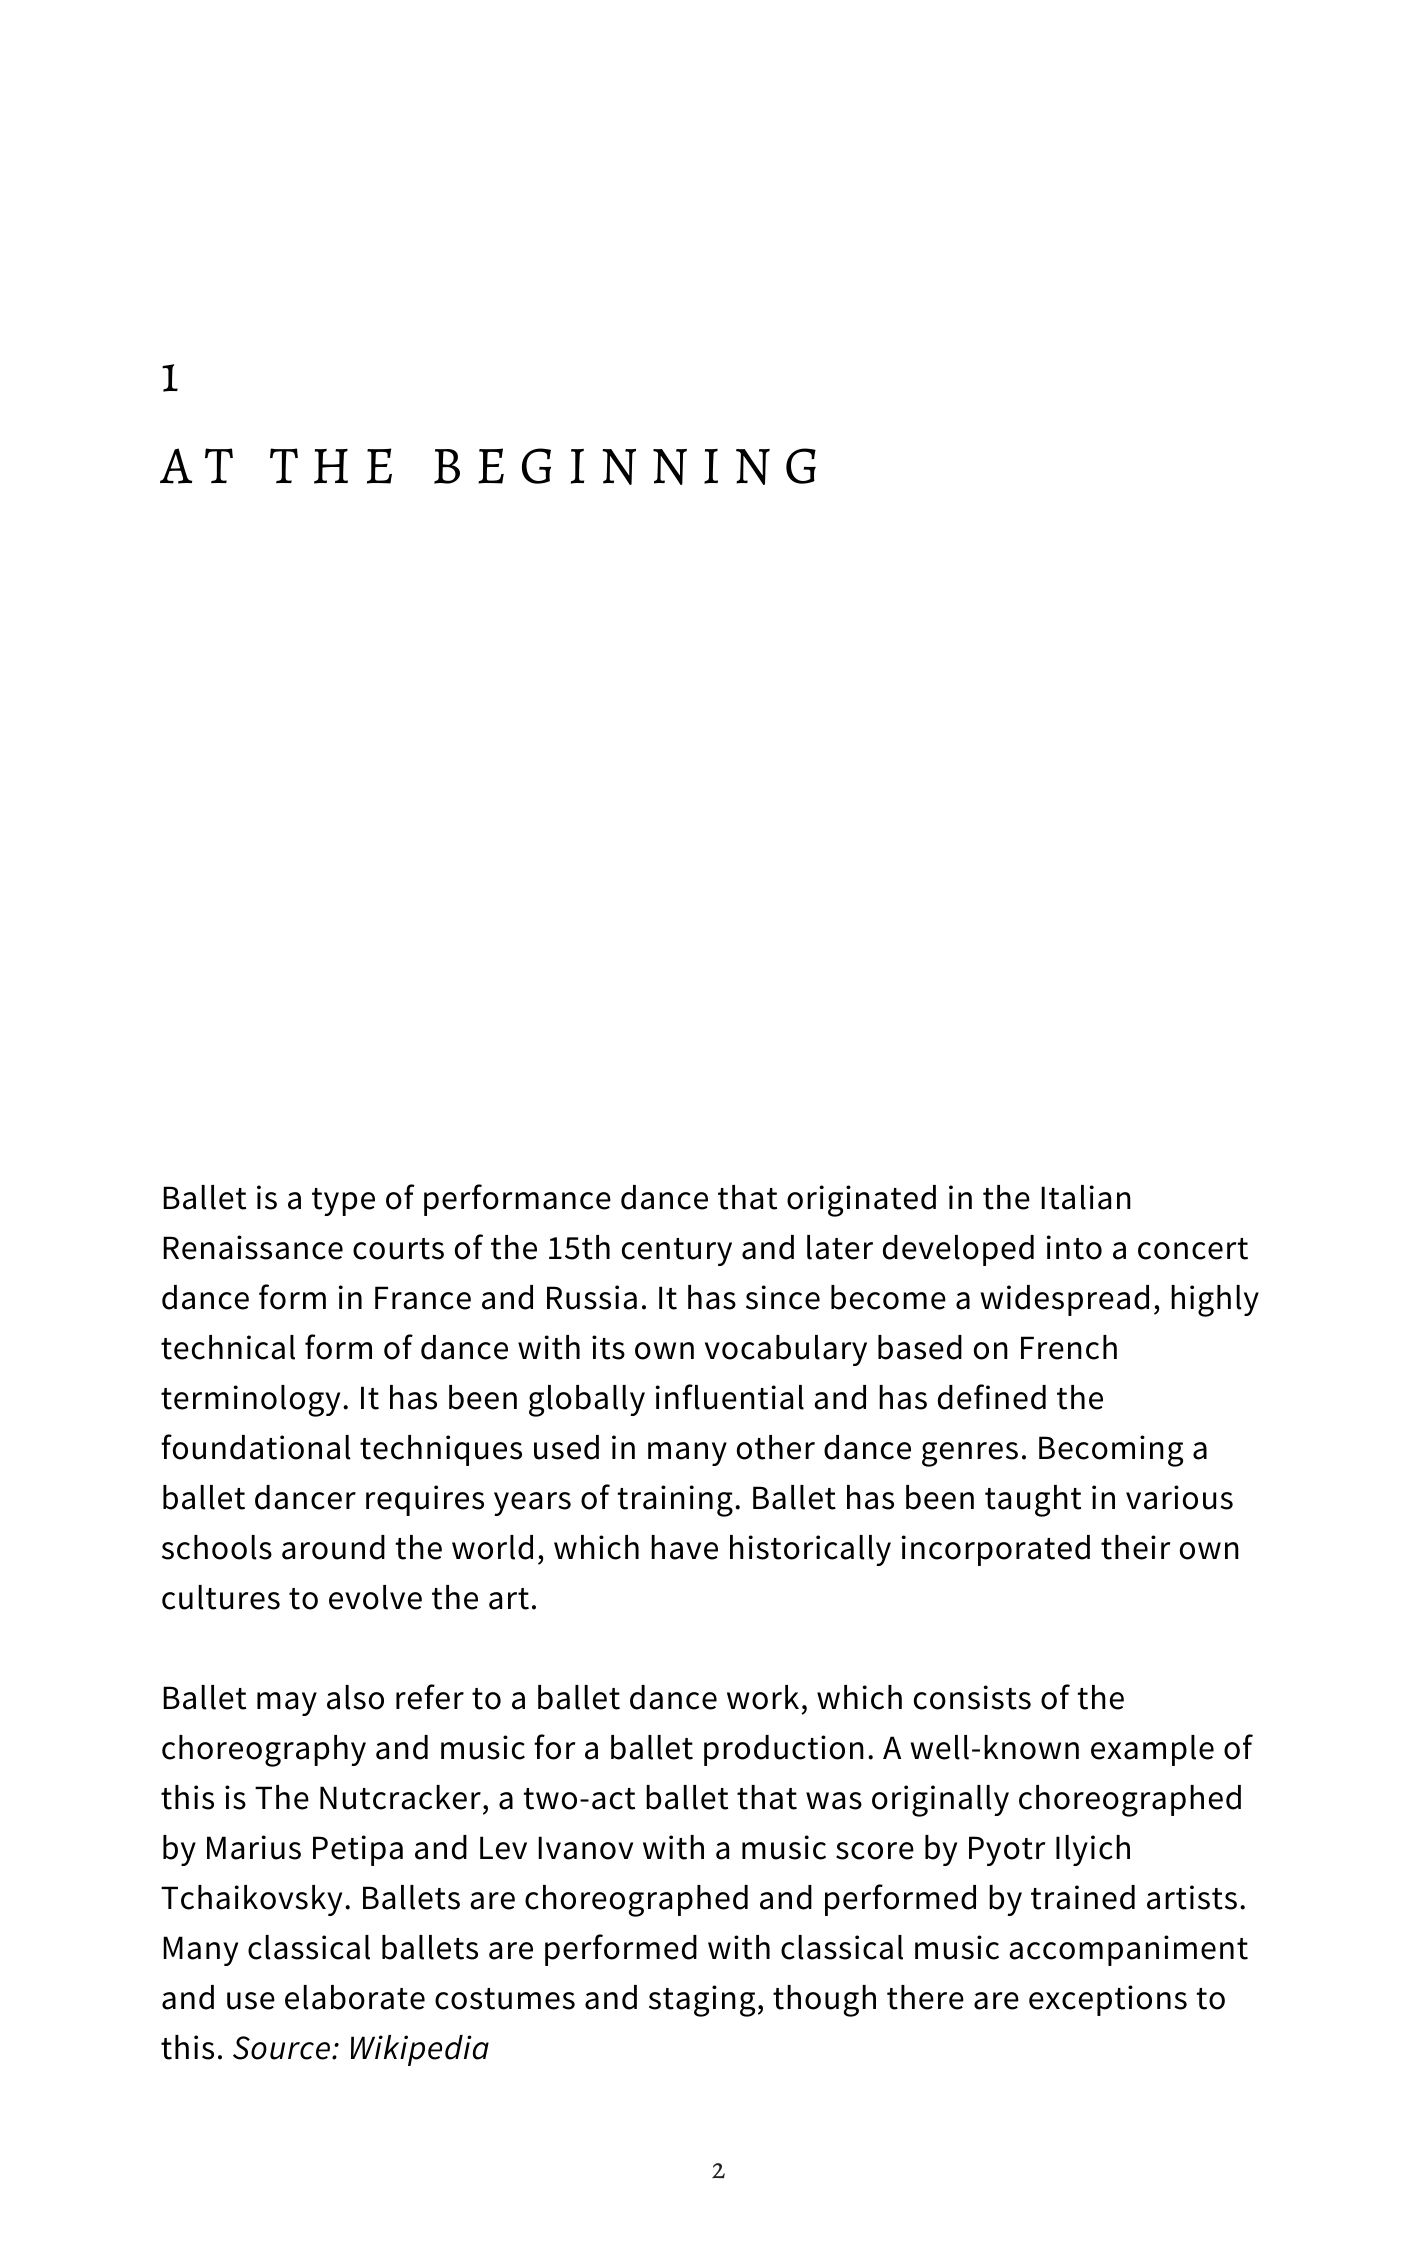 1
AT THE BEGINNING
Ballet is a type of performance dance that originated in the Italian
Renaissance courts of the 15th century and later developed into a concert
dance form in France and Russia. It has since become a widespread, highly
technical form of dance with its own vocabulary based on French
terminology. It has been globally influential and has defined the
foundational techniques used in many other dance genres. Becoming a
ballet dancer requires years of training. Ballet has been taught in various
schools around the world, which have historically incorporated their own
cultures to evolve the art.
Ballet may also refer to a ballet dance work, which consists of the
choreography and music for a ballet production. A well-known example of
this is The Nutcracker, a two-act ballet that was originally choreographed
by Marius Petipa and Lev Ivanov with a music score by Pyotr Ilyich
Tchaikovsky. Ballets are choreographed and performed by trained artists.
Many classical ballets are performed with classical music accompaniment
and use elaborate costumes and staging, though there are exceptions to
this. Source: Wikipedia
2